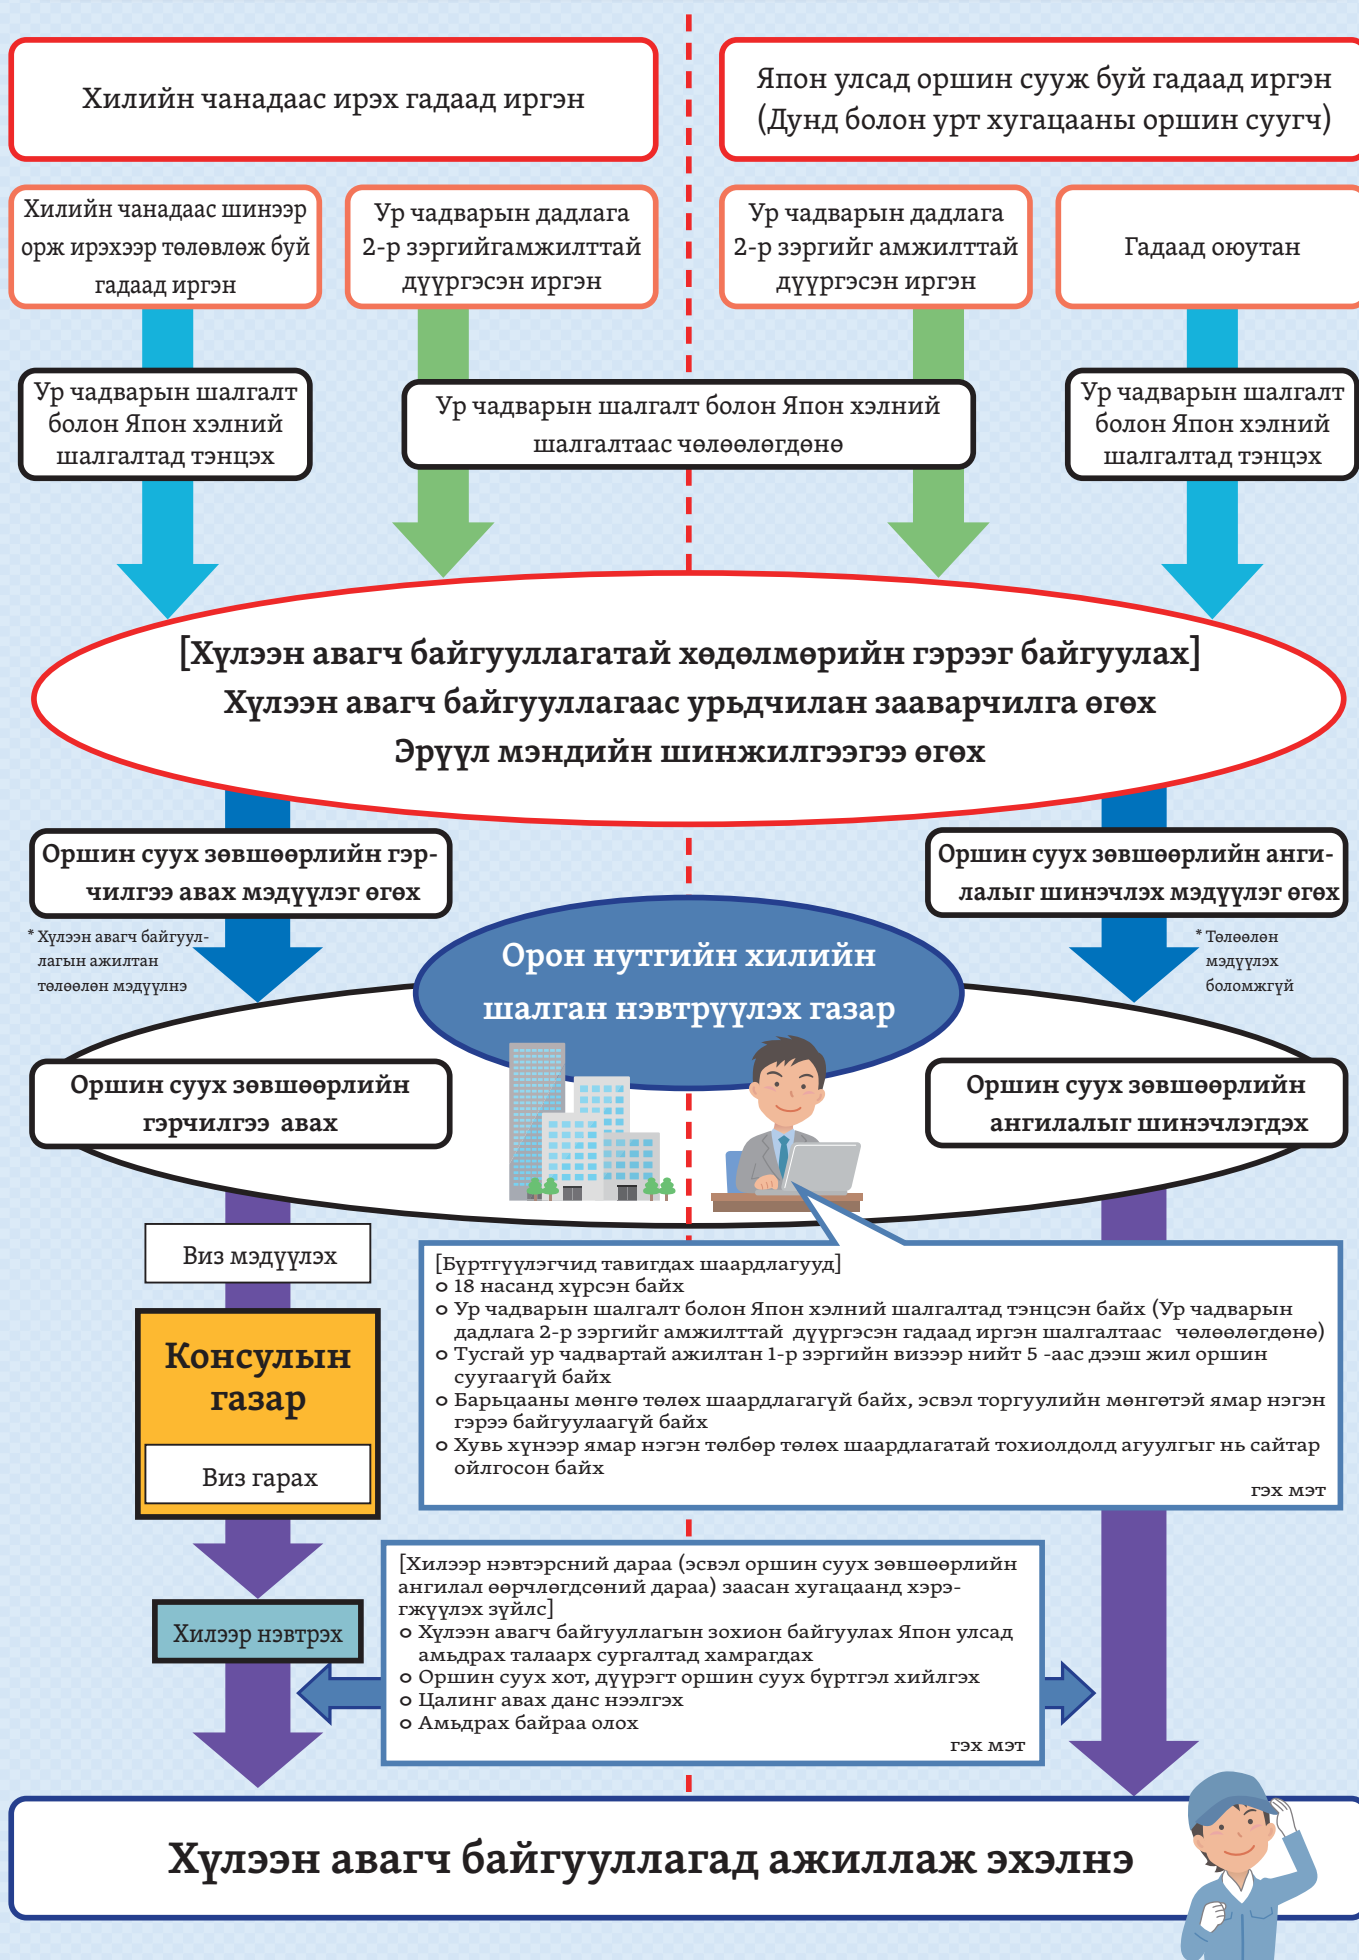 Хилийн чанадаас ирэх гадаад иргэн
Япон улсад оршин сууж буй гадаад иргэн
(Дунд болон урт хугацааны оршин суугч)
Хилийн чанадаас шинээр
орж ирэхээр төлөвлөж буй
гадаад иргэн
Ур чадварын дадлага
2-р зэргийгамжилттай
дүүргэсэн иргэн
Ур чадварын дадлага
2-р зэргийг амжилттай
дүүргэсэн иргэн
Гадаад оюутан
Ур чадварын шалгалт
болон Япон хэлний
шалгалтад тэнцэх
Ур чадварын шалгалт болон Япон хэлний
шалгалтаас чөлөөлөгдөнө
Ур чадварын шалгалт
болон Япон хэлний
шалгалтад тэнцэх
[Хүлээн авагч байгууллагатай хөдөлмөрийн гэрээг байгуулах]
Хүлээн авагч байгууллагаас урьдчилан зааварчилга өгөх
Эрүүл мэндийн шинжилгээгээ өгөх
Оршин суух зөвшөөрлийн гэр-
чилгээ авах мэдүүлэг өгөх
Оршин суух зөвшөөрлийн анги-
лалыг шинэчлэх мэдүүлэг өгөх
* Хүлээн авагч байгуул-
лагын ажилтан
төлөөлөн мэдүүлнэ
* Төлөөлөн
мэдүүлэх
боломжгүй
Орон нутгийн хилийн
шалган нэвтрүүлэх газар
Оршин суух зөвшөөрлийн
гэрчилгээ авах
Оршин суух зөвшөөрлийн
ангилалыг шинэчлэгдэх
Виз мэдүүлэх
Консулын
газар
Виз гарах
[Бүртгүүлэгчид тавигдах шаардлагууд]
o 18 насанд хүрсэн байх
o Ур чадварын шалгалт болон Япон хэлний шалгалтад тэнцсэн байх (Ур чадварын
дадлага 2-р зэргийг амжилттай дүүргэсэн гадаад иргэн шалгалтаас чөлөөлөгдөнө)
o Тусгай ур чадвартай ажилтан 1-р зэргийн визээр нийт 5 -аас дээш жил оршин
суугаагүй байх
o Барьцааны мөнгө төлөх шаардлагагүй байх, эсвэл торгуулийн мөнгөтэй ямар нэгэн
гэрээ байгуулаагүй байх
o Хувь хүнээр ямар нэгэн төлбөр төлөх шаардлагатай тохиолдолд агуулгыг нь сайтар
ойлгосон байх
гэх мэт
Хилээр нэвтрэх
[Хилээр нэвтэрсний дараа (эсвэл оршин суух зөвшөөрлийн
ангилал өөрчлөгдсөний дараа) заасан хугацаанд хэрэ-
гжүүлэх зүйлс]
o Хүлээн авагч байгууллагын зохион байгуулах Япон улсад
амьдрах талаарх сургалтад хамрагдах
o Оршин суух хот, дүүрэгт оршин суух бүртгэл хийлгэх
o Цалинг авах данс нээлгэх
o Амьдрах байраа олох
гэх мэт
Хүлээн авагч байгууллагад ажиллаж эхэлнэ